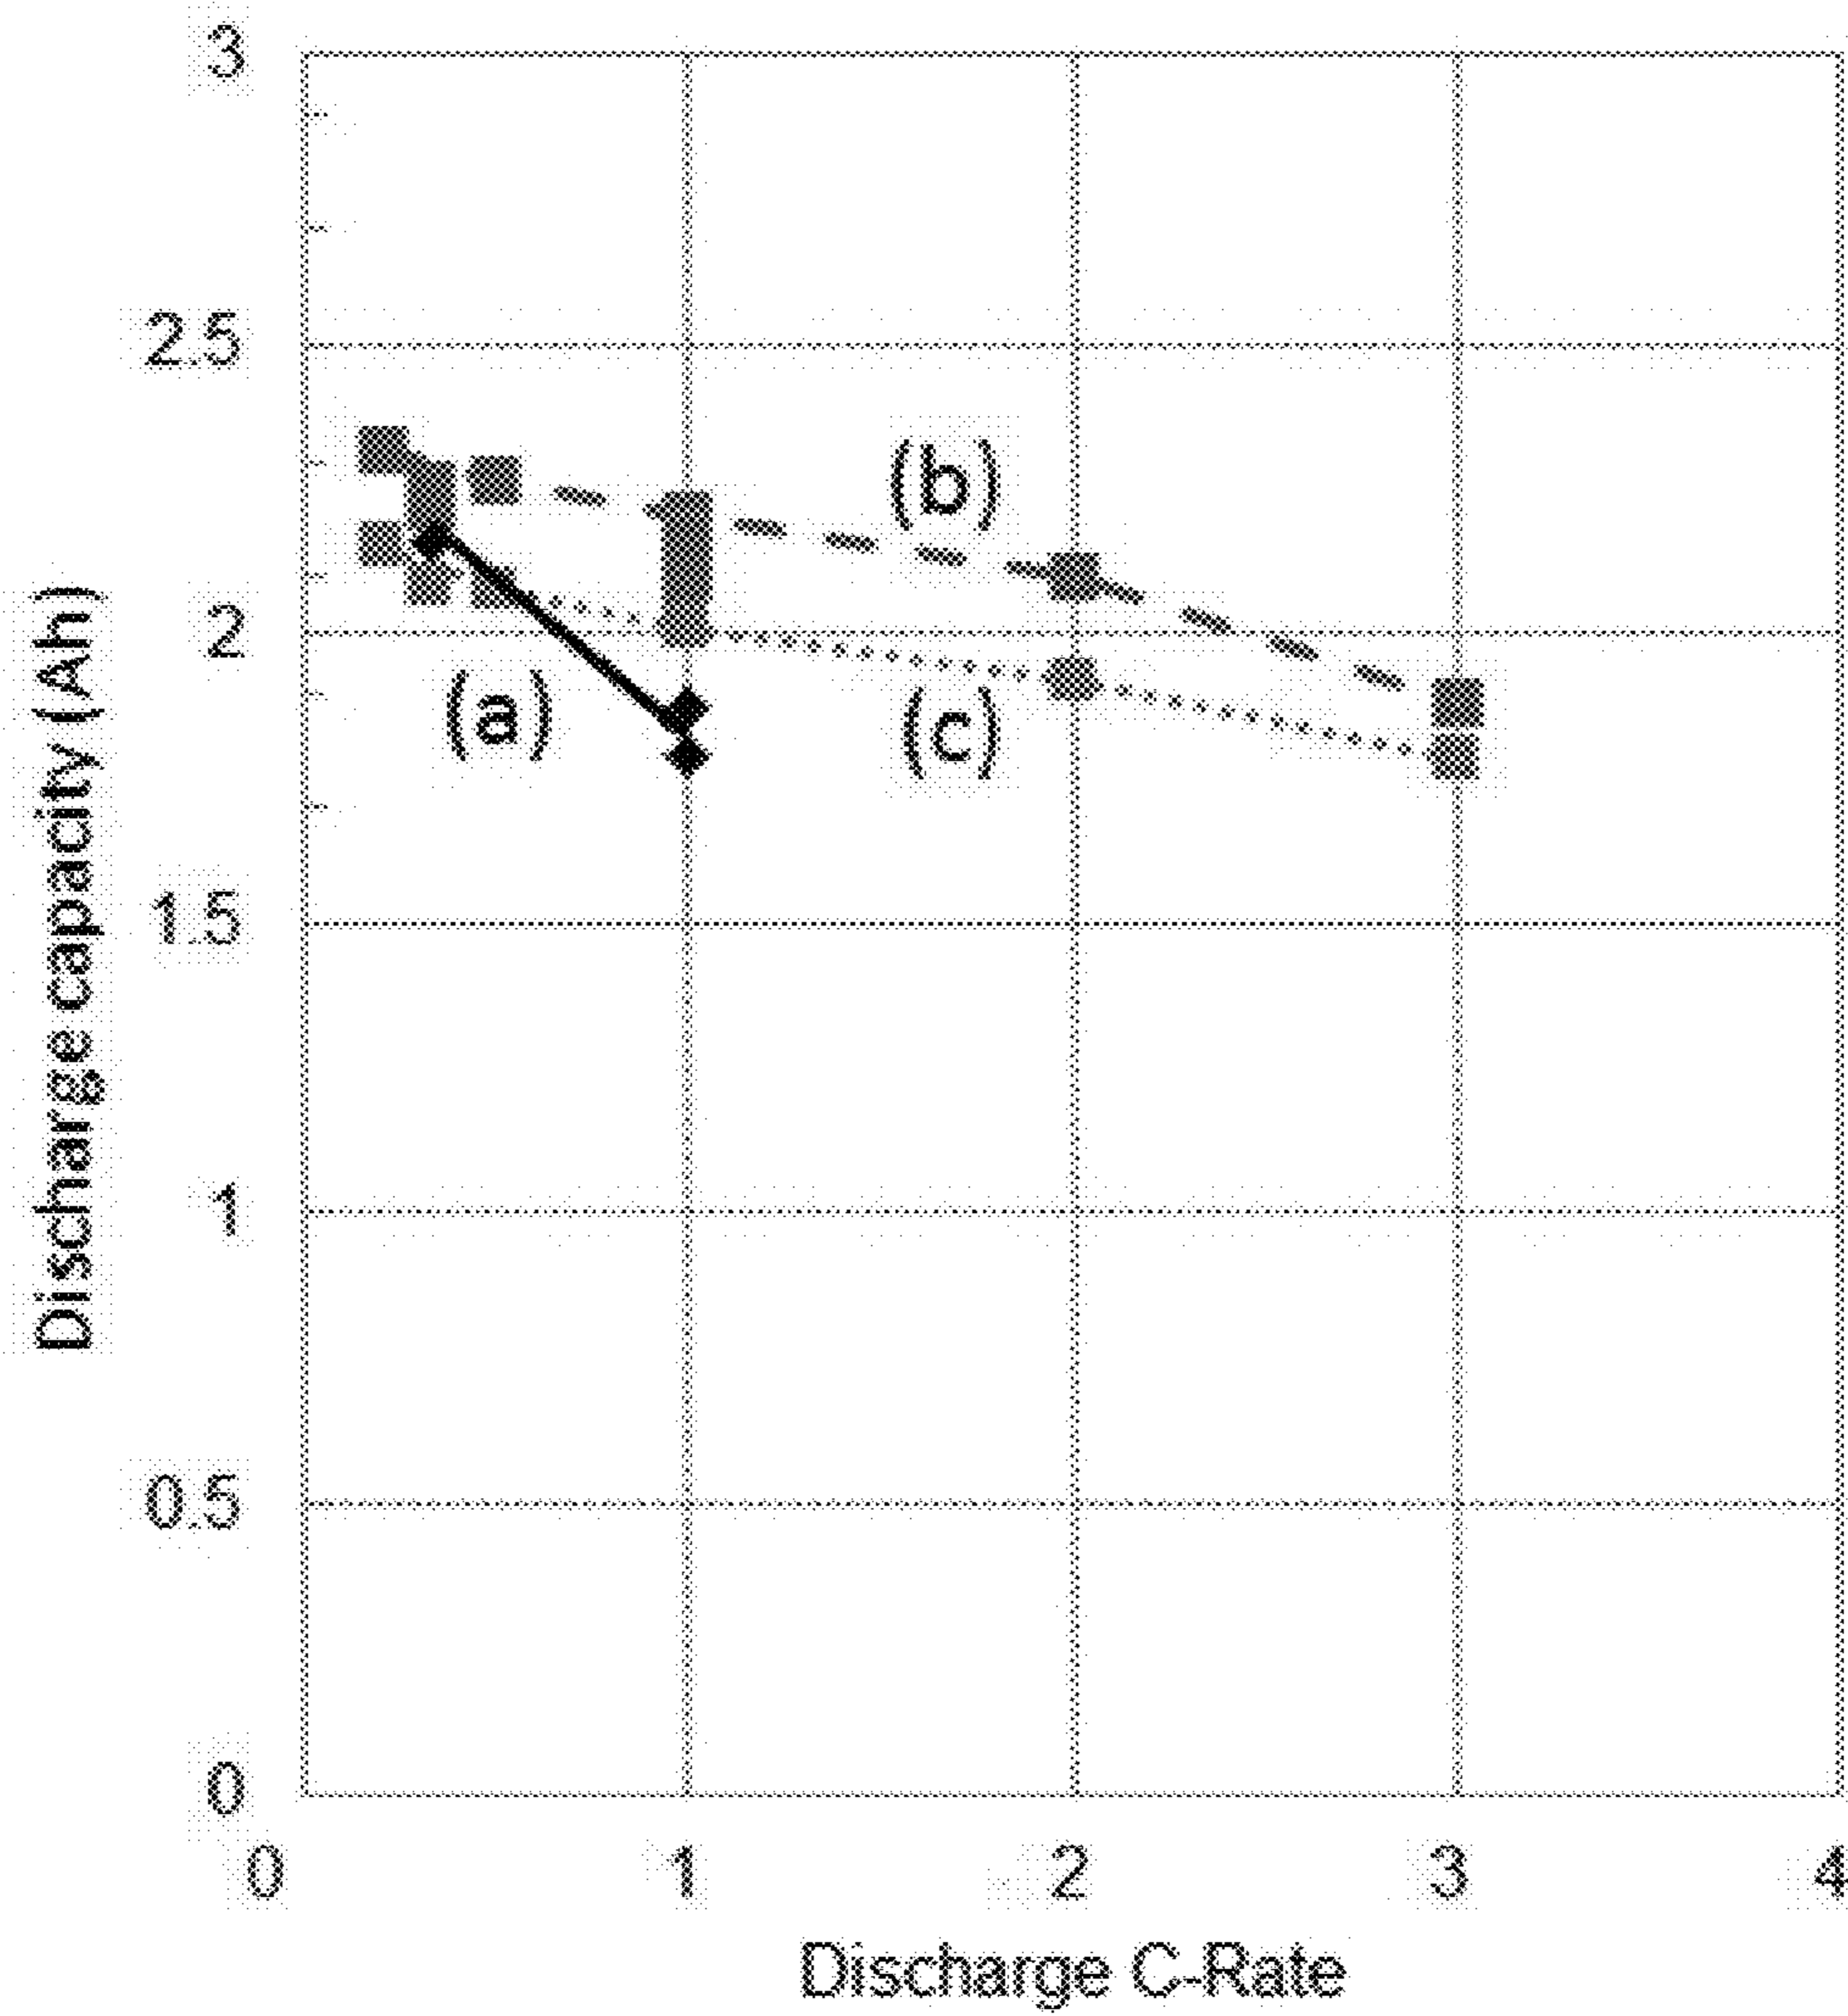 3
2.5
2
1.5
1
0.5
0
Discharge capacity (Ah)
(b)
(a)
(c)
0 1 2 3 4
Discharge C-Rate